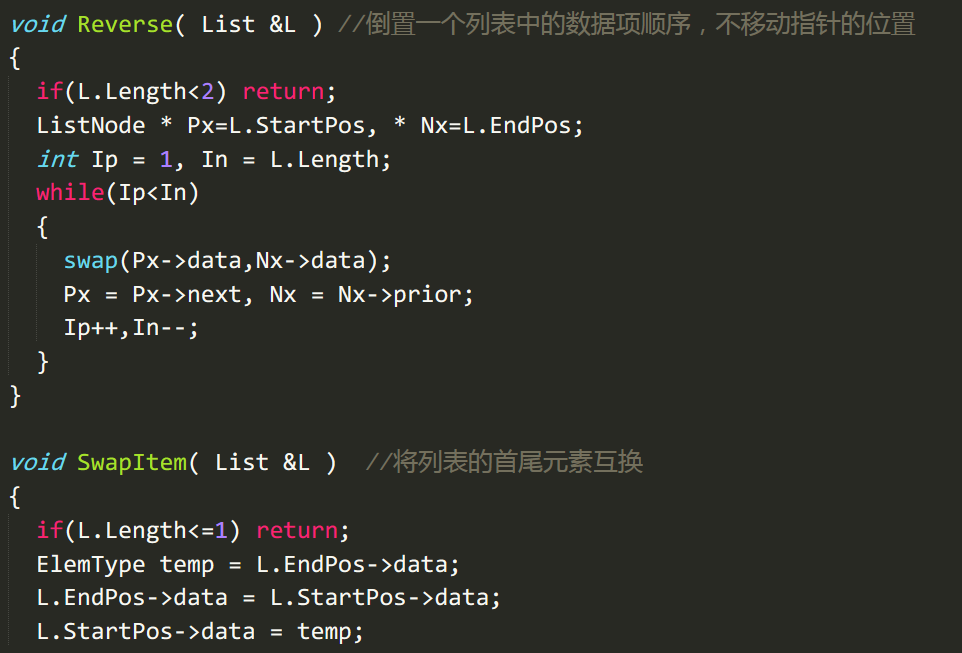 void Reverse( List &L ) //倒置一个列表中的数据项顺序，不移动指针的位置
{
if(L.Length<2) return;
ListNode * Px=L.StartPos, * Nx=L.EndPos;
int Ip = 1, In = L.Length;
while(Ip<In)
{
swap(Px->data,Nx->data);
Px = Px->next, Nx = Nx->prior;
Ip++,In--;
}
}
void SwapItem( List &L ) //将列表的首尾元素互换
{
if(L.Length<=1) return;
ElemType temp = L.EndPos->data;
L.EndPos->data = L.StartPos->data;
L.StartPos->data = temp;